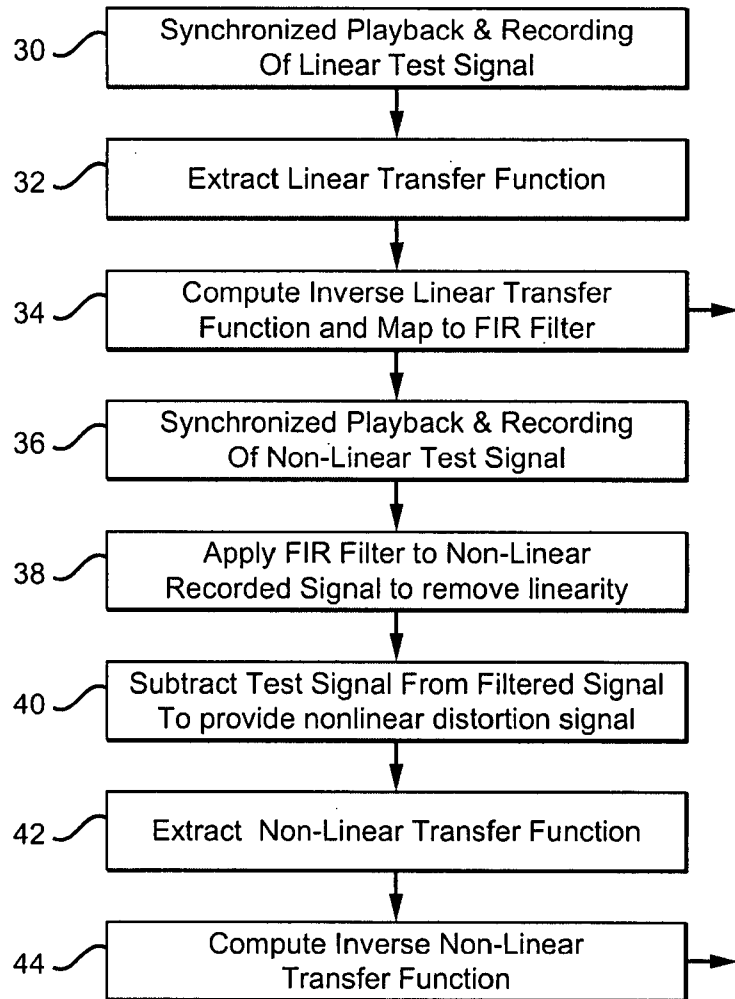 30
Synchronized Playback & Recording
Of Linear Test Signal
32
Extract Linear Transfer Function
34
Compute Inverse Linear Transfer
Function and Map to FIR Filter
36
Synchronized Playback & Recording
Of Non-Linear Test Signal
38
Apply FIR Filter to Non-Linear
Recorded Signal to remove linearity
40
Subtract Test Signal From Filtered Signal
To provide nonlinear distortion signal
42
Extract Non-Linear Transfer Function
44
Compute Inverse Non-Linear
Transfer Function